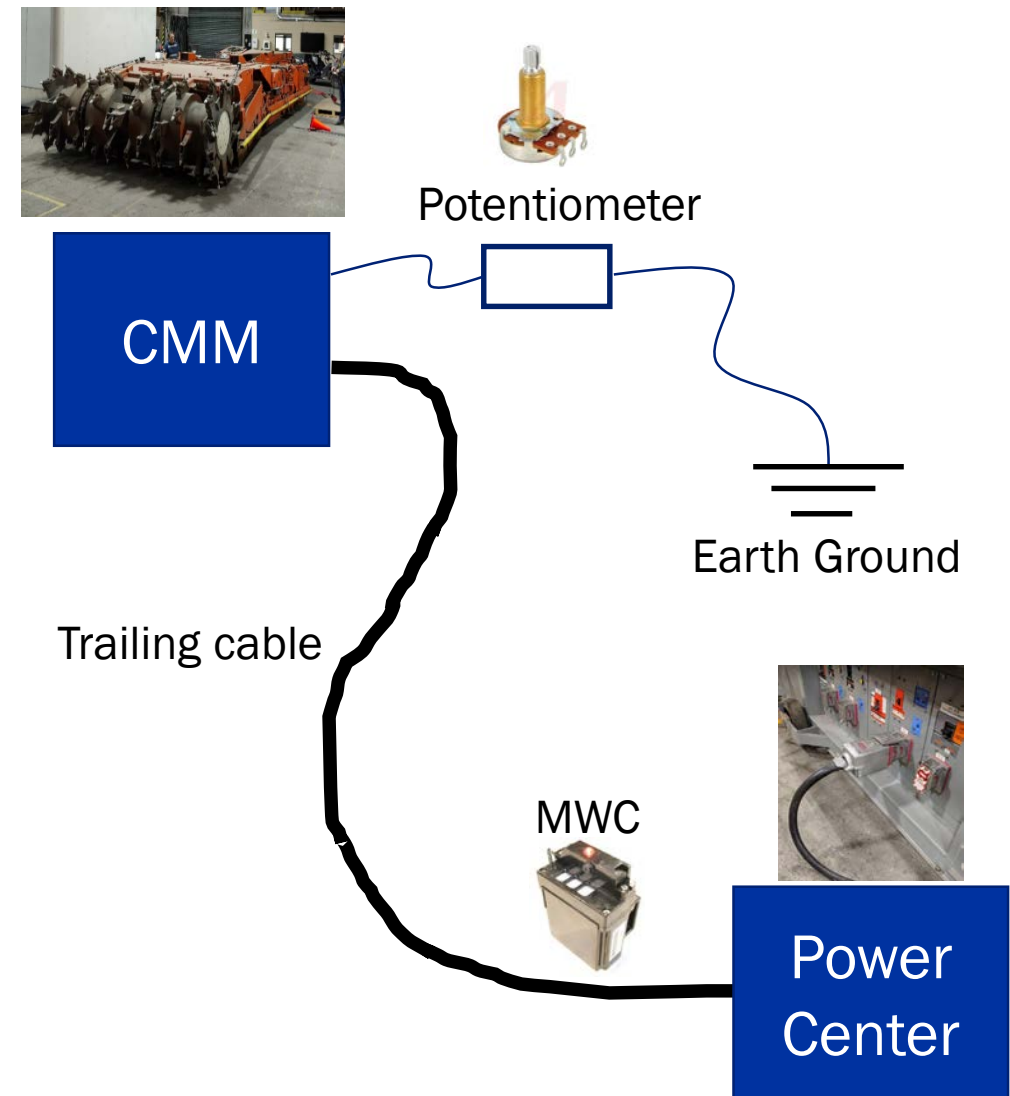 Potentiometer
CMM
Earth Ground
Trailing cable
MWC
Power
Center